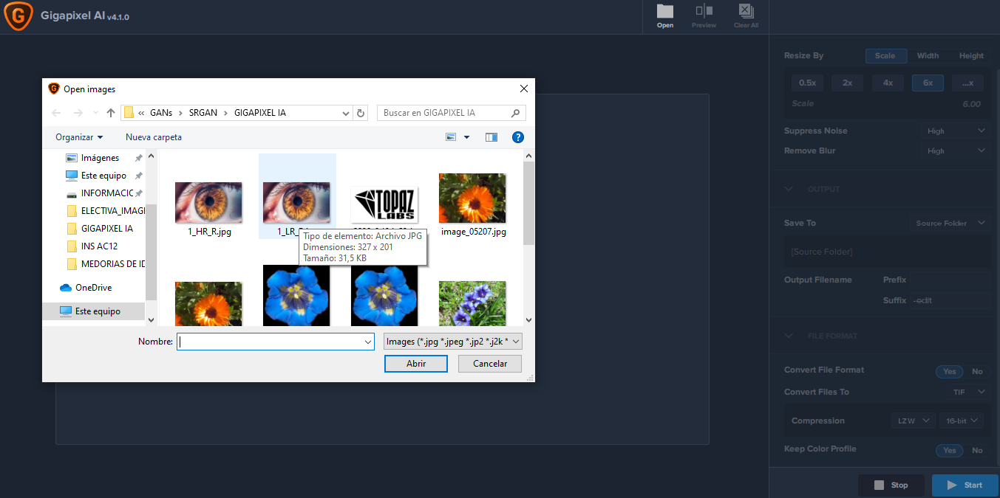 Gigapixel AI v4.1.0
Open
Preview
Clear All
Open images
« GANs › SRGAN › GIGAPIXEL IA
Buscar en GIGAPIXEL IA
Organizar
Nueva carpeta
Imágenes
Este equipo
INFORMACIC
ELECTIVA_IMAGI
GIGAPIXEL IA
INS AC12
MEDORIAS DE IC
OneDrive
Este equipo
1_HR_R.jpg
1_LR_
TOPAZ
LABS
image_05207.jpg
Tipo de elemento: Archivo JPG
Dimensiones: 327 x 201
Tamaño: 31,5 KB
Nombre:
Images (*.jpg *.jpeg *.jp2 *.j2k *
Abrir
Cancelar
Resize By
Scale
Width
Height
0.5x
2x
4x
6x
...x
Scale
6.00
Suppress Noise
High
Remove Blur
High
OUTPUT
Save To
Source Folder
[Source Folder]
Output Filename
Prefix
Suffix -edit
FILE FORMAT
Convert File Format
Yes
No
Convert Files To
TIF
Compression
LZW
16-bit
Keep Color Profile
Yes
No
Stop
Start